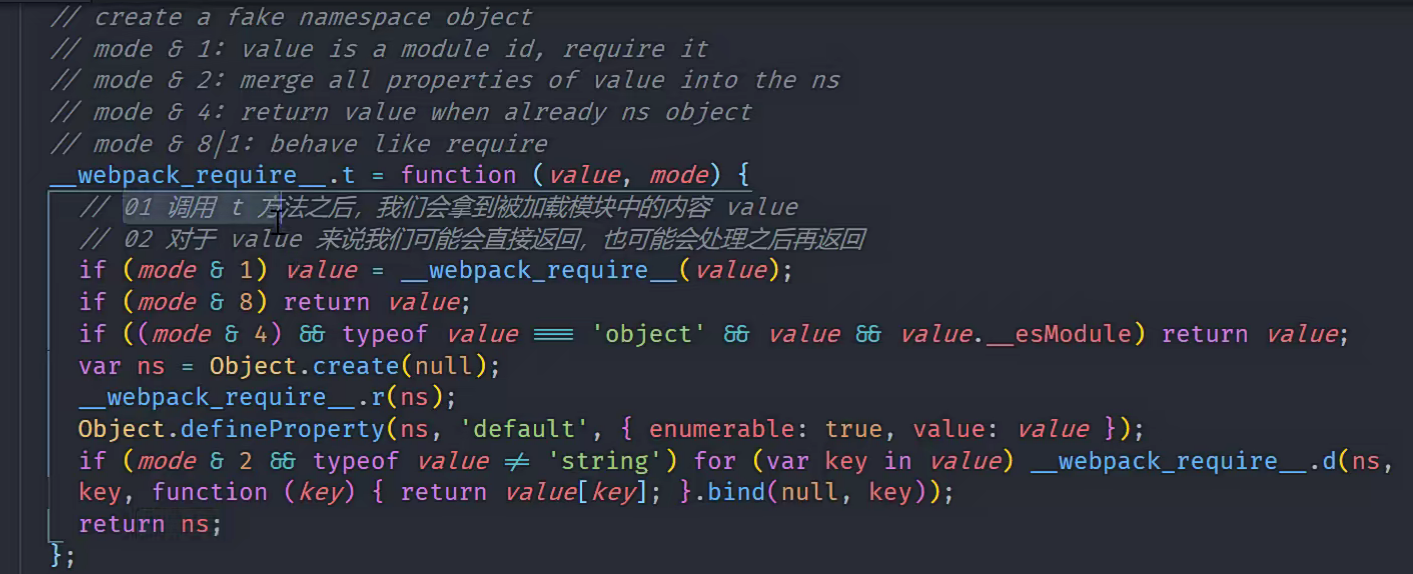 // create a fake namespace object
// mode & 1: value is a module id, require it
// mode & 2: merge all properties of value into the ns
// mode & 4: return value when already ns object
// mode & 8|1: behave like require
__webpack_require__.t = function (value, mode) {
// 01 调用 t 方法之后，我们会拿到被加载模块中的内容 value
// 02 对于 value 来说我们可能会直接返回，也可能会处理之后再返回
if (mode & 1) value = __webpack_require__(value);
if (mode & 8) return value;
if ((mode & 4) && typeof value === 'object' && value && value.__esModule) return value;
var ns = Object.create(null);
__webpack_require__.r(ns);
Object.defineProperty(ns, 'default', { enumerable: true, value: value });
if (mode & 2 && typeof value != 'string') for (var key in value) __webpack_require__.d(ns,
key, function (key) { return value[key]; }.bind(null, key));
return ns;
};